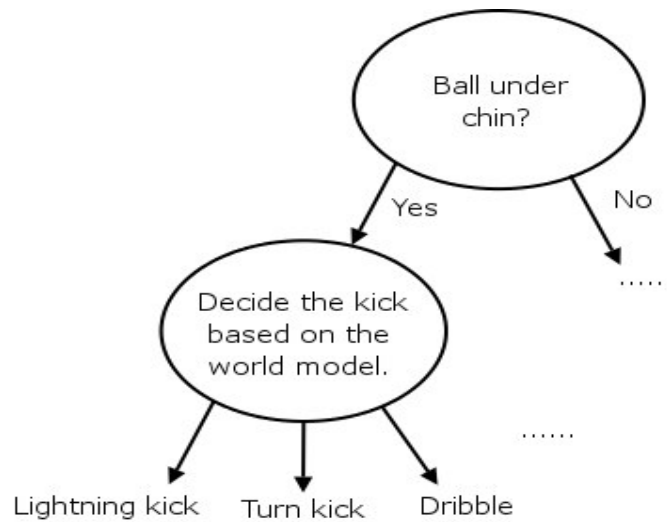 Ball under
chin?
Yes
No
.....
Decide the kick
based on the
world model.
......
Lightning kick
Turn kick
Dribble